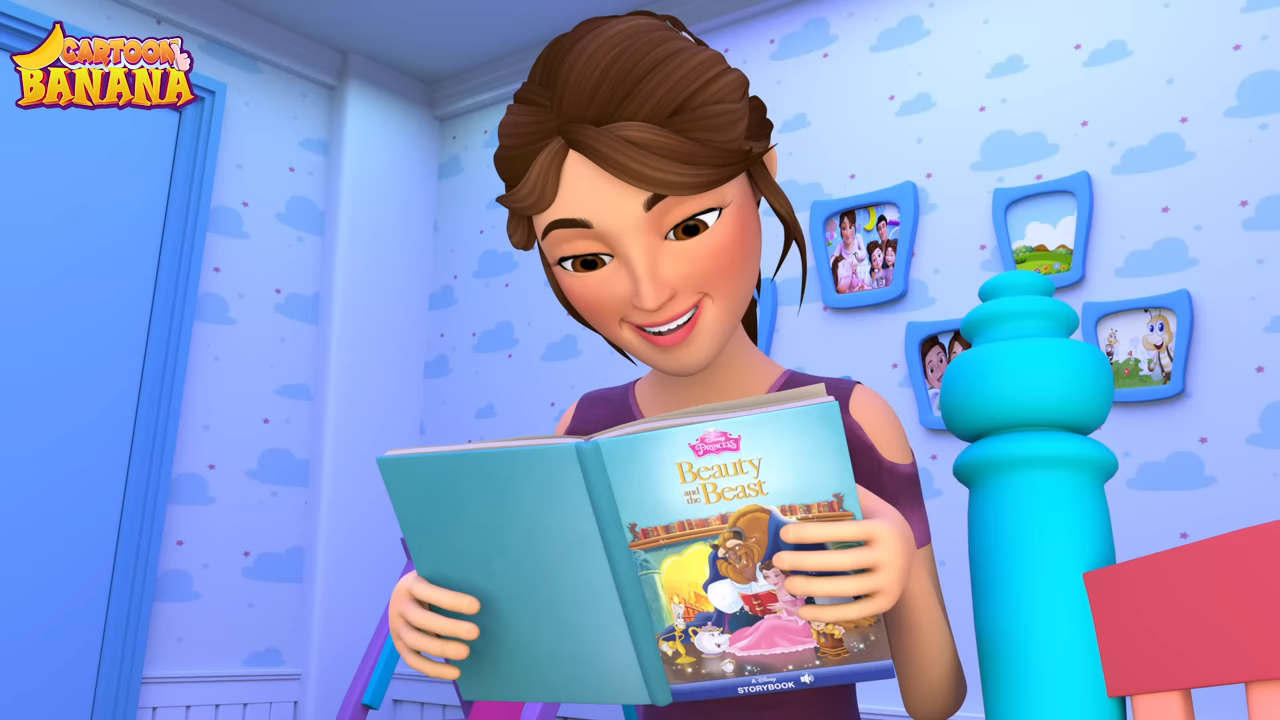 CARTOON
BANANA
Disney
PRINCESS
Beauty
and the Beast
A Disney
STORYBOOK